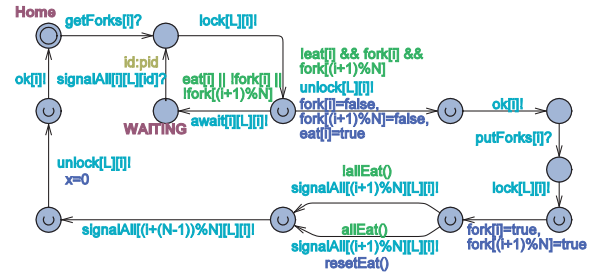 Home
getForks[i]?
lock[L][i]!
id:pid
ok[i]!
signalAll[i][L][id]?
eat[i] || !fork[i] ||
!fork[(i+1)%N]
WAITING
await[i][L][i]!
!eat[i] && fork[i] &&
fork[(i+1)%N]
unlock[L][i]!
fork[i]=false,
fork[(i+1)%N]=false,
eat[i]=true
ok[i]!
putForks[i]?
unlock[L][i]!
x=0
!allEat()
signalAll[(i+1)%N][L][i]!
lock[L][i]!
signalAll[(i+(N-1))%N][L][i]!
allEat()
signalAll[(i+1)%N][L][i]!
resetEat()
fork[i]=true,
fork[(i+1)%N]=true